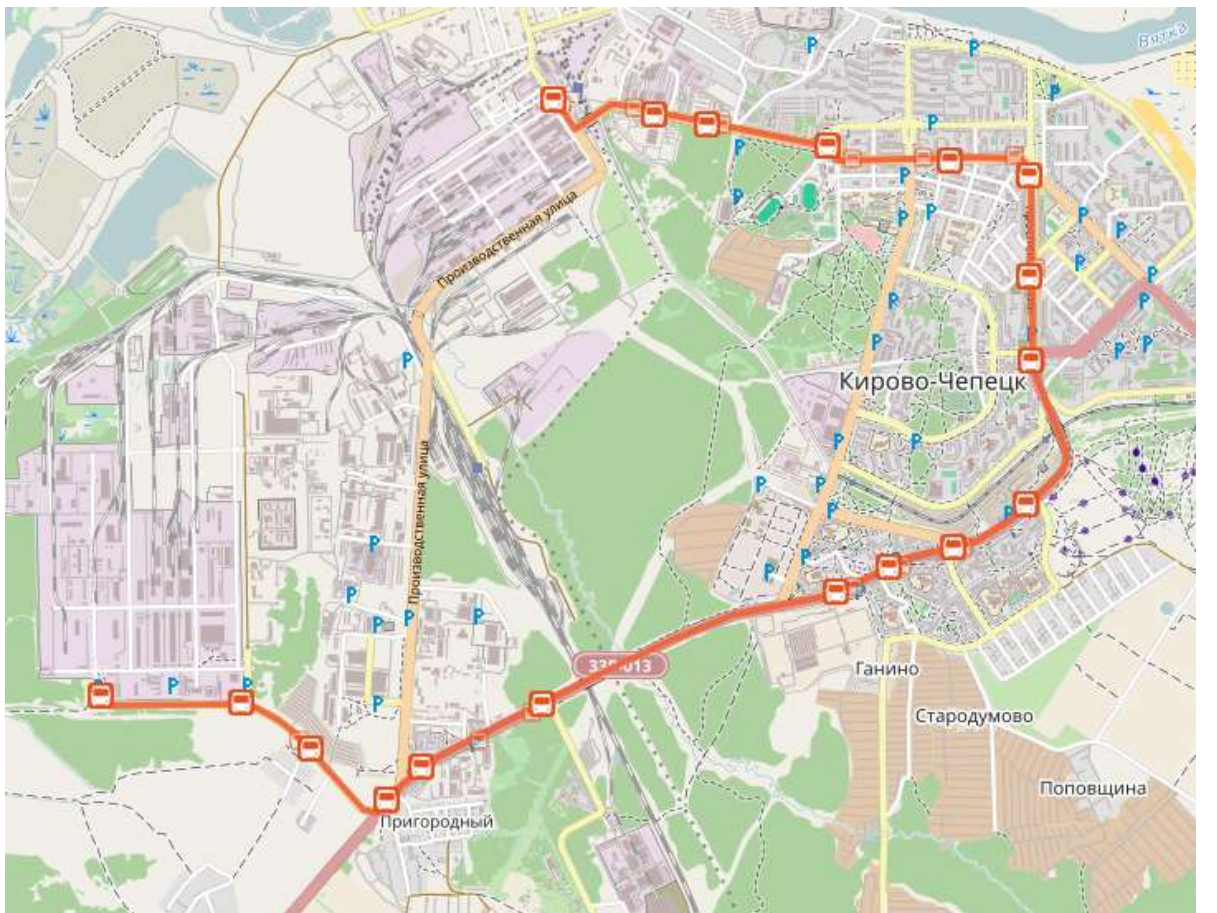 Вятка
Производственная улица
Кирово-Чепецк
Производственная улица
Ганино
Стародумово
Поповщина
Пригородный